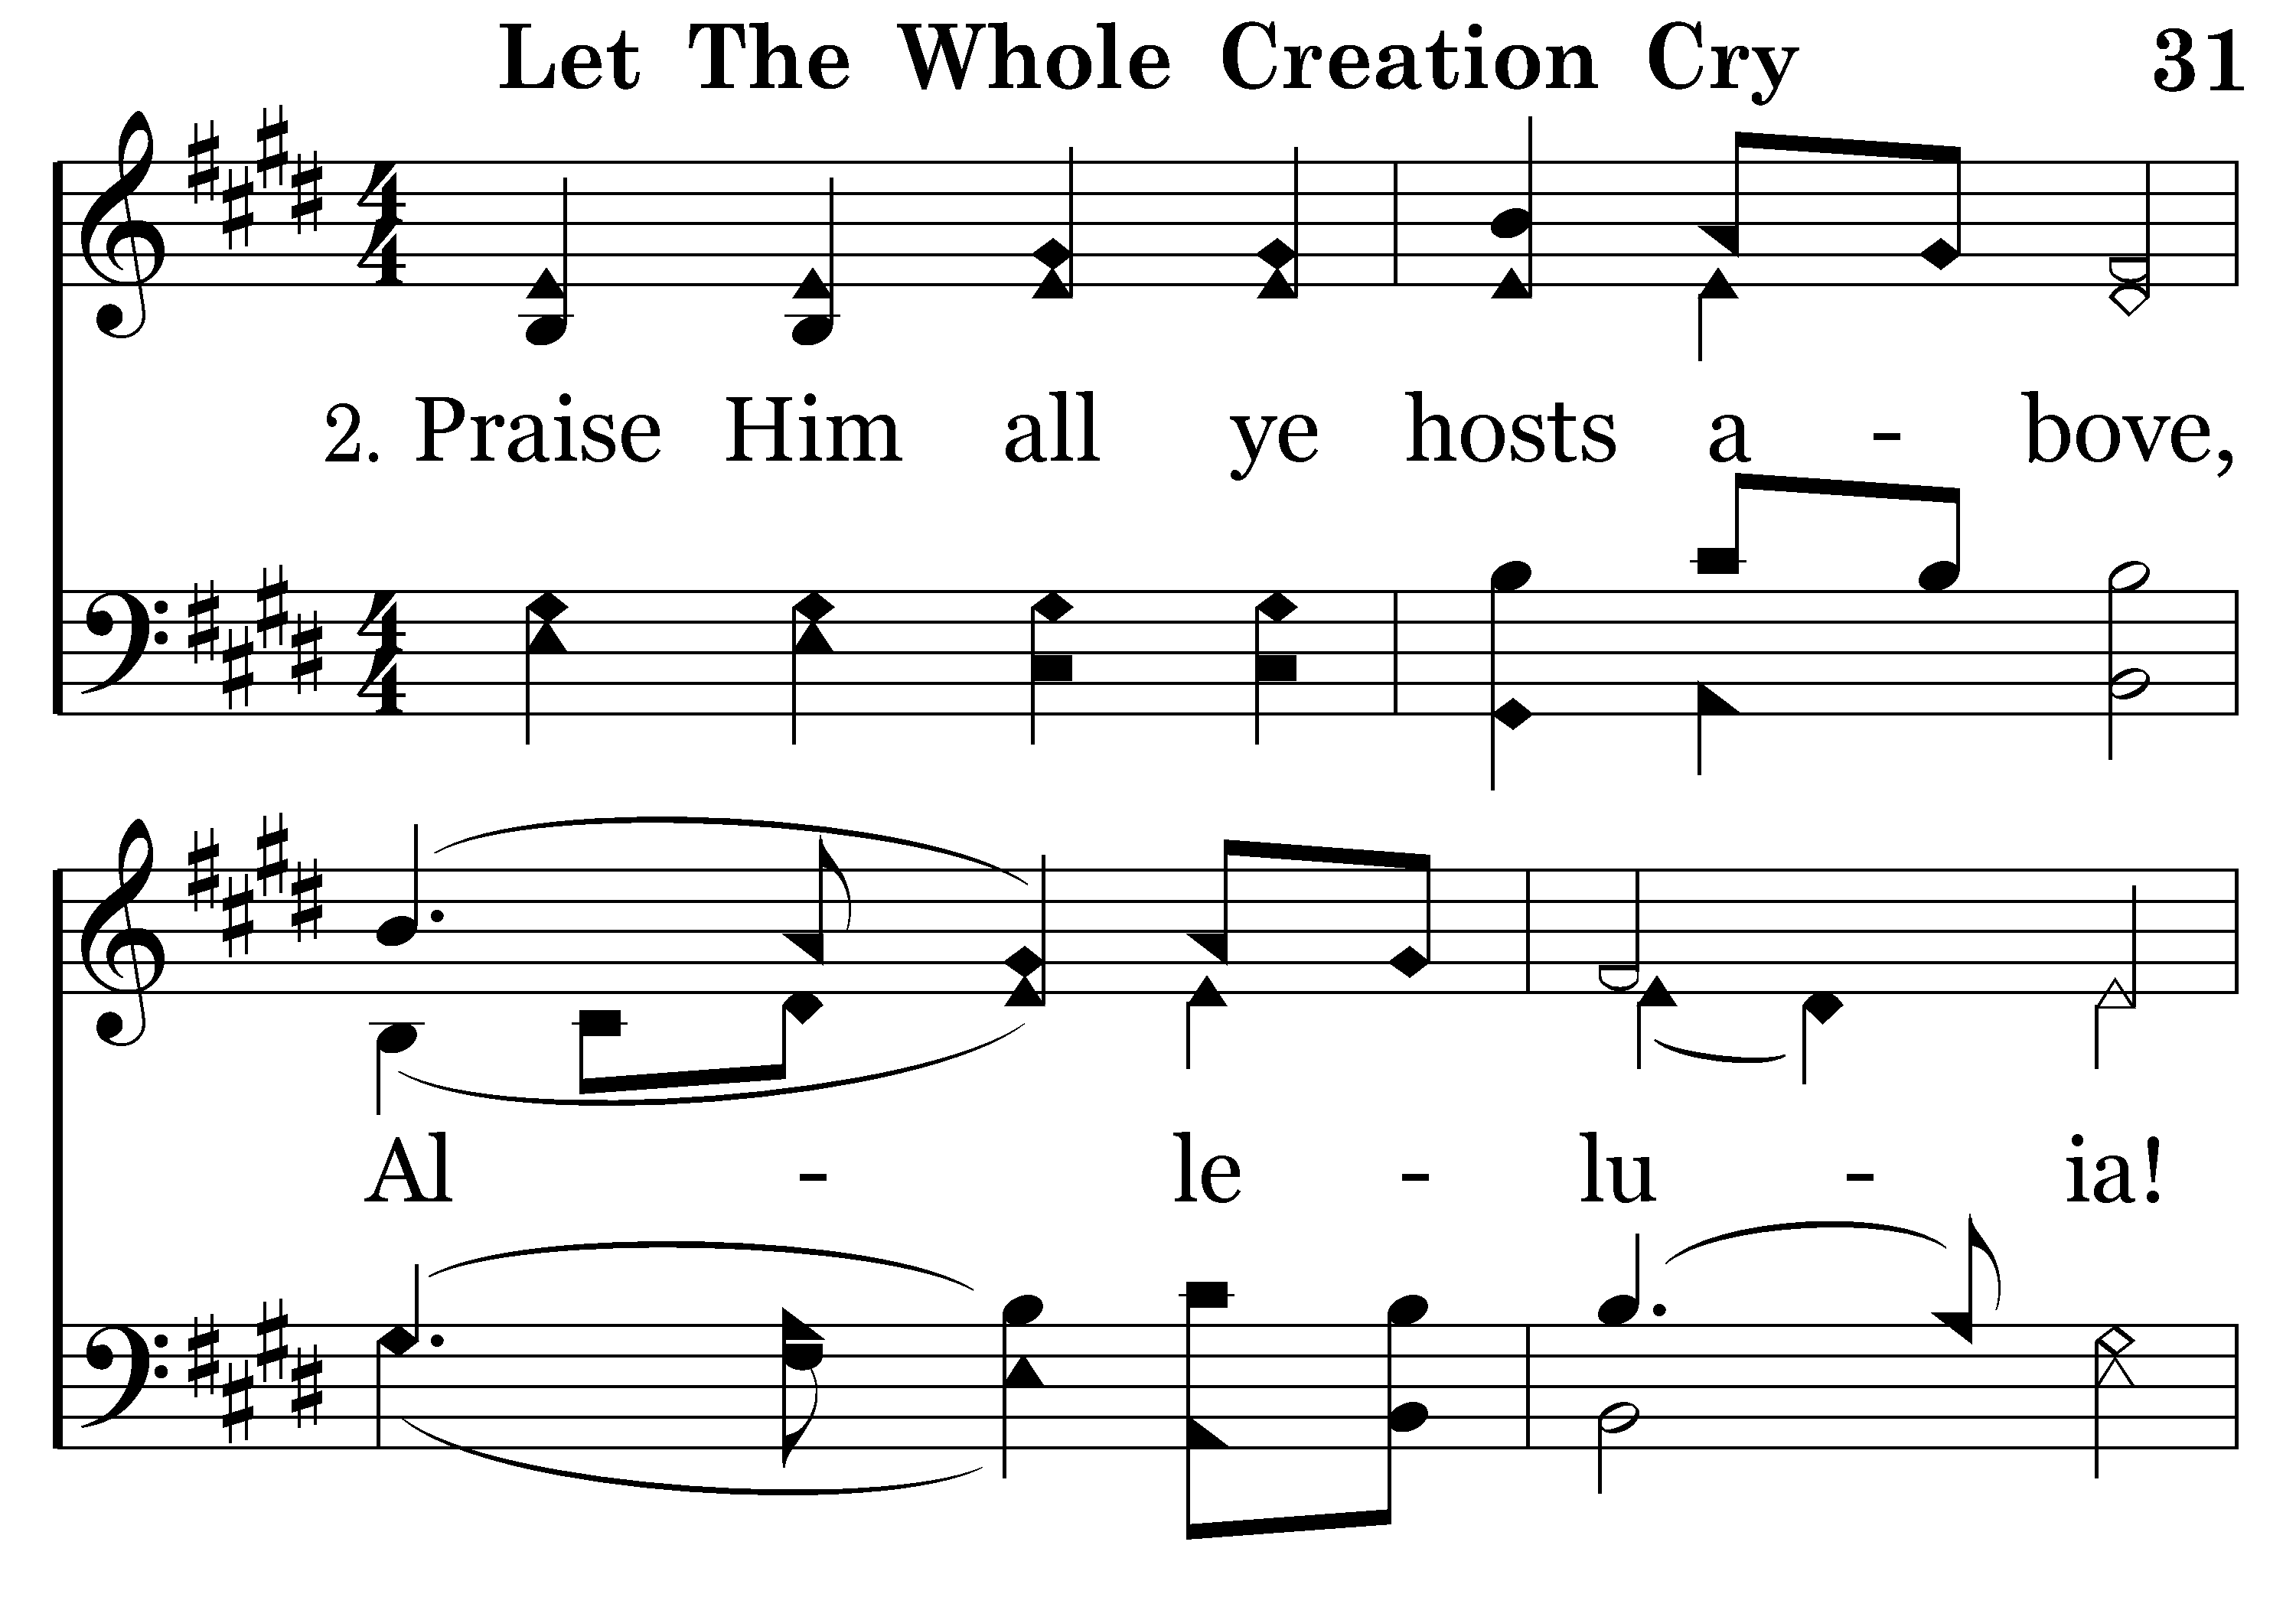 Let The Whole Creation Cry 31
2. Praise Him all ye hosts a - bove,
Al - le - lu - ia!